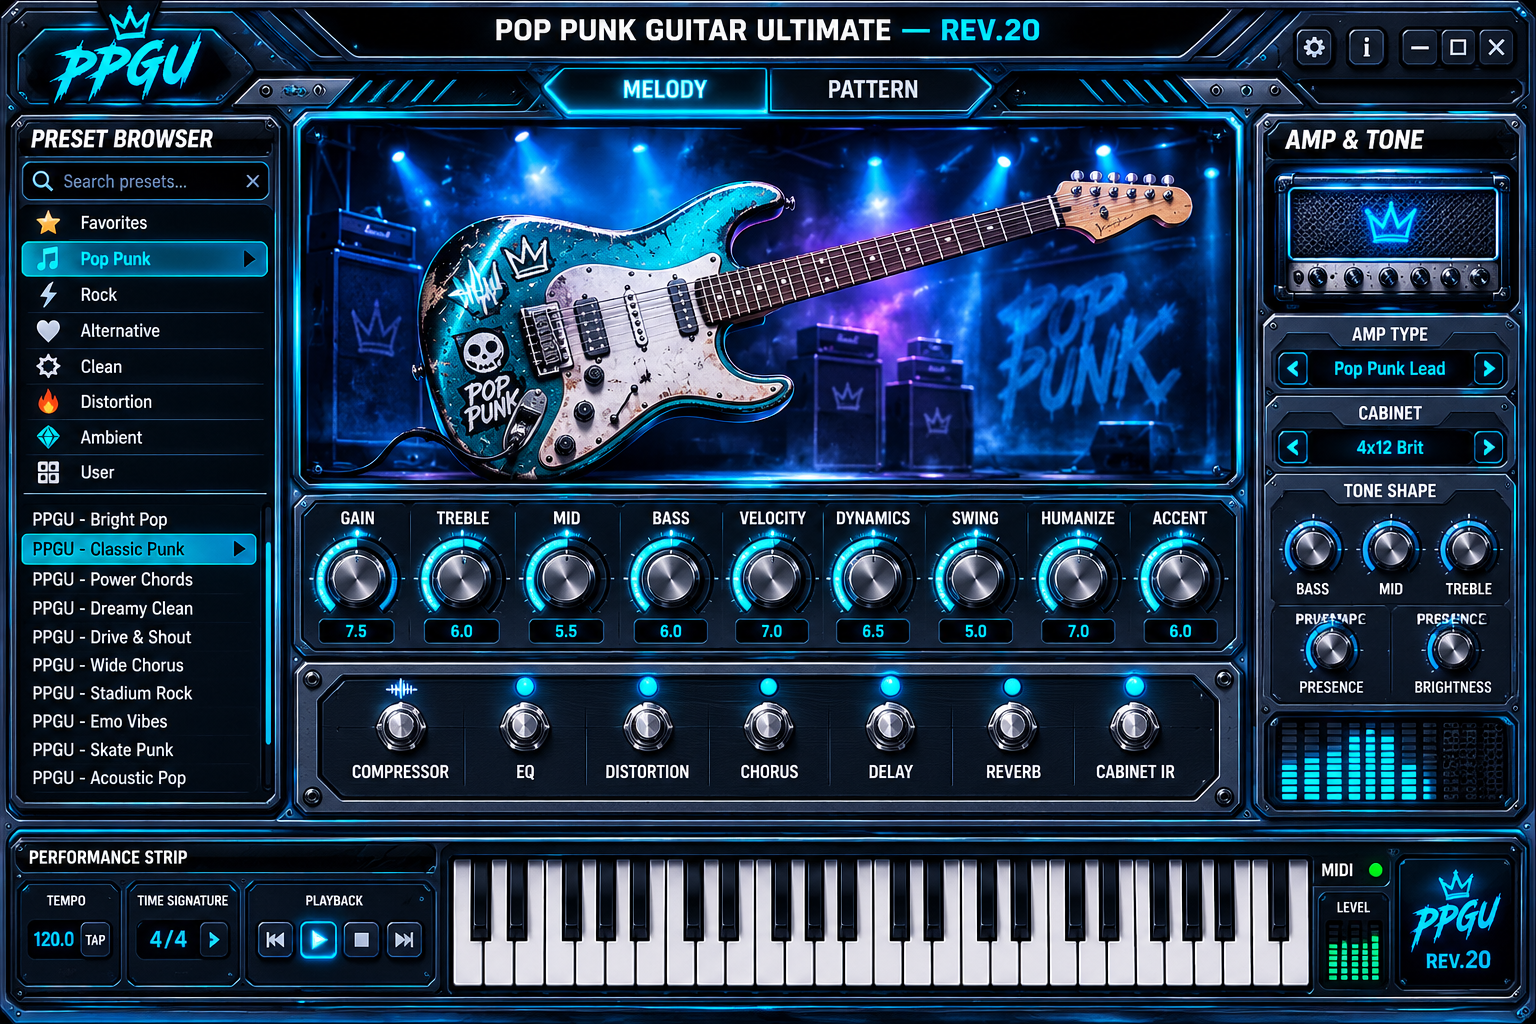 PPGU
POP PUNK GUITAR ULTIMATE — REV.20
i
MELODY
PATTERN
PRESET BROWSER
Search presets...
Favorites
Pop Punk
Rock
Alternative
Clean
Distortion
Ambient
User
PPGU - Bright Pop
PPGU - Classic Punk
PPGU - Power Chords
PPGU - Dreamy Clean
PPGU - Drive & Shout
PPGU - Wide Chorus
PPGU - Stadium Rock
PPGU - Emo Vibes
PPGU - Skate Punk
PPGU - Acoustic Pop
POP
PUNK
POP
PUNK
GAIN
TREBLE
MID
BASS
VELOCITY
DYNAMICS
SWING
HUMANIZE
ACCENT
7.5
6.0
5.5
6.0
7.0
6.5
5.0
7.0
6.0
COMPRESSOR
EQ
DISTORTION
CHORUS
DELAY
REVERB
CABINET IR
AMP & TONE
AMP TYPE
Pop Punk Lead
CABINET
4x12 Brit
TONE SHAPE
BASS
MID
TREBLE
PRESENCE
PRESENCE
BRIGHTNESS
PERFORMANCE STRIP
TEMPO
120.0
TAP
TIME SIGNATURE
4/4
PLAYBACK
MIDI
LEVEL
PPGU
REV.20